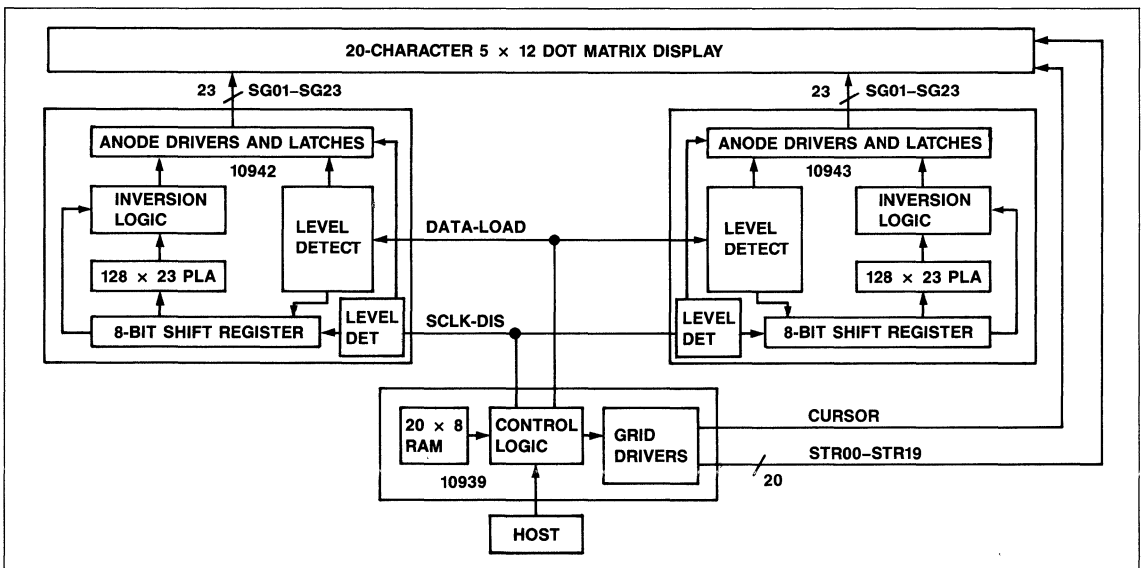 20-CHARACTER 5 × 12 DOT MATRIX DISPLAY
23
SG01–SG23
23
SG01–SG23
ANODE DRIVERS AND LATCHES
10942
INVERSION
LOGIC
LEVEL
DETECT
128 × 23 PLA
8-BIT SHIFT REGISTER
LEVEL
DET
DATA-LOAD
SCLK-DIS
ANODE DRIVERS AND LATCHES
10943
LEVEL
DETECT
INVERSION
LOGIC
128 × 23 PLA
LEVEL
DET
8-BIT SHIFT REGISTER
20 × 8
RAM
CONTROL
LOGIC
GRID
DRIVERS
10939
CURSOR
STR00–STR19
20
HOST